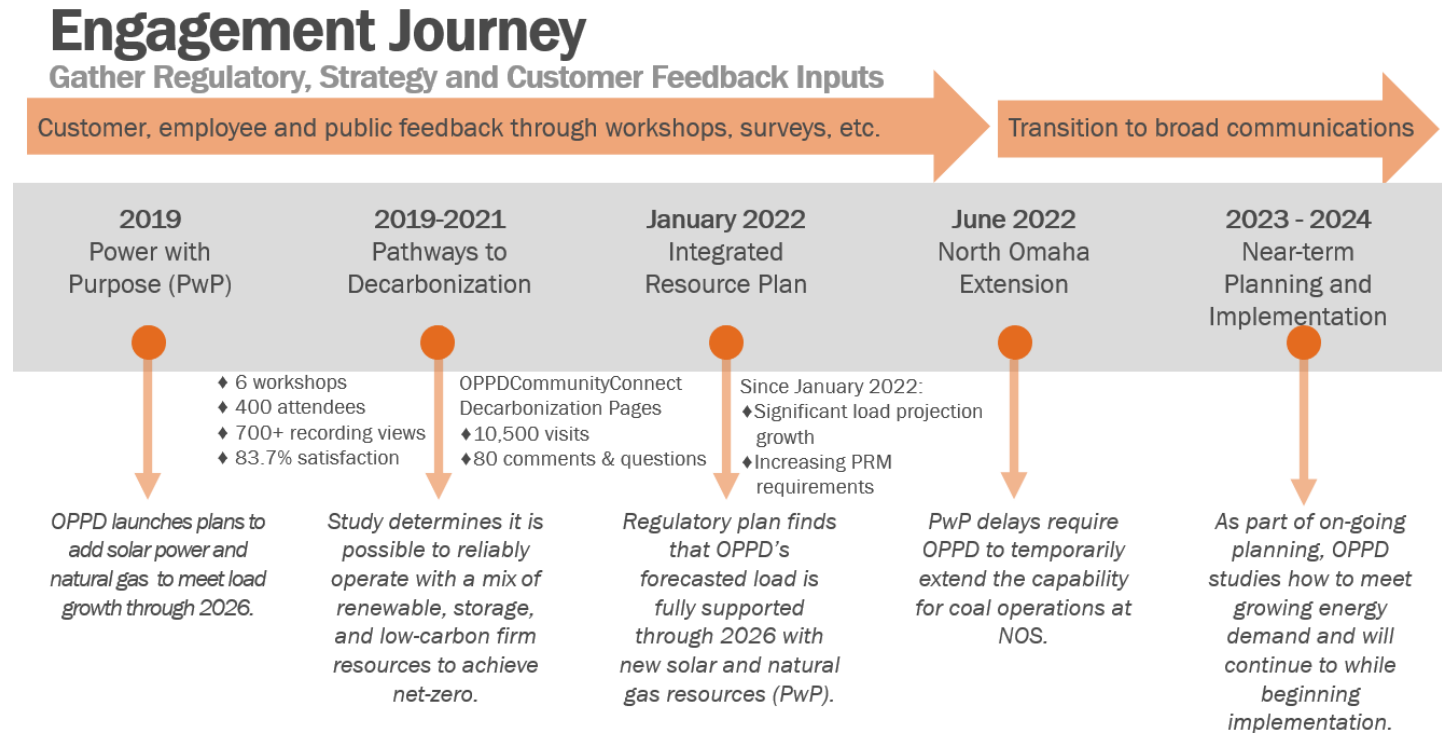 Engagement Journey
Gather Regulatory, Strategy and Customer Feedback Inputs
Customer, employee and public feedback through workshops, surveys, etc.
Transition to broad communications
2019
Power with
Purpose (PwP)
2019-2021
Pathways to
Decarbonization
January 2022
Integrated
Resource Plan
June 2022
North Omaha
Extension
2023 - 2024
Near-term
Planning and
Implementation
♦ 6 workshops
♦ 400 attendees
♦ 700+ recording views
♦ 83.7% satisfaction
OPPDCommunityConnect
Decarbonization Pages
♦10,500 visits
♦80 comments & questions
Since January 2022:
♦Significant load projection
growth
♦Increasing PRM
requirements
OPPD launches plans to
add solar power and
natural gas to meet load
growth through 2026.
Study determines it is
possible to reliably
operate with a mix of
renewable, storage,
and low-carbon firm
resources to achieve
net-zero.
Regulatory plan finds
that OPPD's
forecasted load is
fully supported
through 2026 with
new solar and natural
gas resources (PwP).
PwP delays require
OPPD to temporarily
extend the capability
for coal operations at
NOS.
As part of on-going
planning, OPPD
studies how to meet
growing energy
demand and will
continue to while
beginning
implementation.